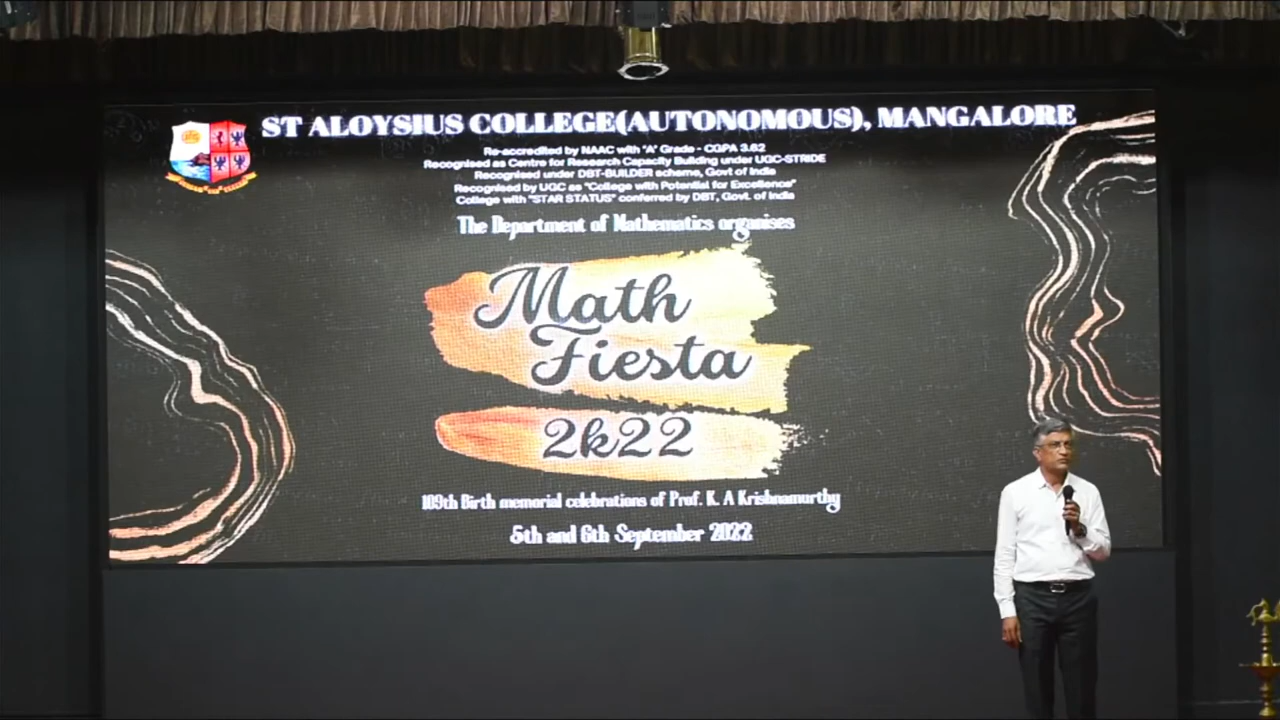 ST ALOYSIUS COLLEGE(AUTONOMOUS), MANGALORE
Re-accredited by NAAC with "A" Grade - CGPA 3.62
Recognised as Centre for Research Capacity Building under UGC-STRIDE
Recognised under DBT-BUILDER scheme, Govt of India
Recognised by UGC as "College with Potential for Excellence"
College with "STAR STATUS" conferred by DBT, Govt. of India
The Department of Mathematics organises
Math
Fiesta
2k22
109th Birth memorial celebrations of Prof. K. A Krishnamurthy
5th and 6th September 2022